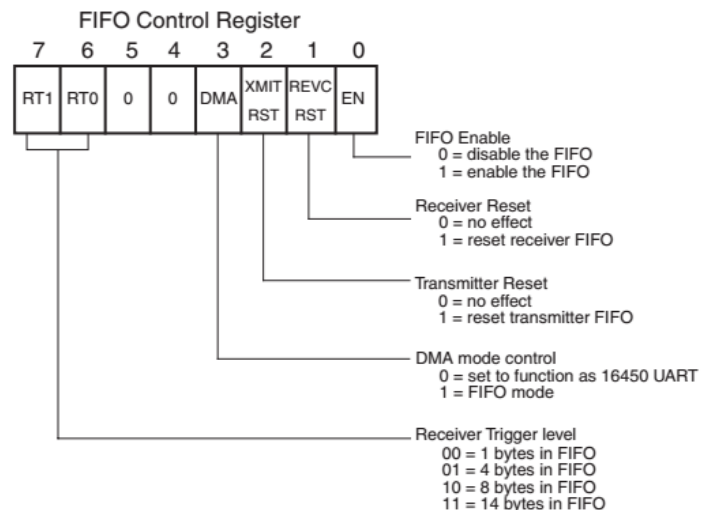 FIFO Control Register
7 6 5 4 3 2 1 0
RT1 RT0 0 0 DMA XMIT RST REVC RST EN
FIFO Enable
0 = disable the FIFO
1 = enable the FIFO
Receiver Reset
0 = no effect
1 = reset receiver FIFO
Transmitter Reset
0 = no effect
1 = reset transmitter FIFO
DMA mode control
0 = set to function as 16450 UART
1 = FIFO mode
Receiver Trigger level
00 = 1 bytes in FIFO
01 = 4 bytes in FIFO
10 = 8 bytes in FIFO
11 = 14 bytes in FIFO